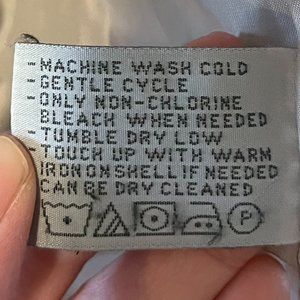 -MACHINE WASH COLD
-GENTLE CYCLE
-ONLY NON-CHLORINE
BLEACH WHEN NEEDED
-TUMBLE DRY LOW
TOUCH UP WITH WARM
IRON ON SHELL IF NEEDED
CAN BE DRY CLEANED
P